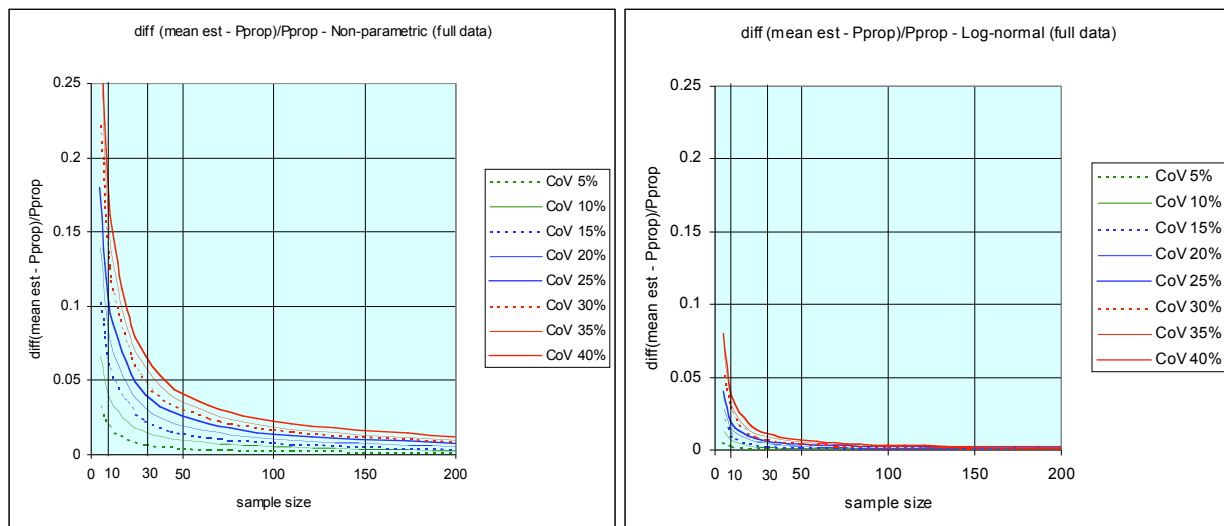 diff (mean est - Pprop)/Pprop - Non-parametric (full data)
diff(mean est - Pprop)/Pprop
0.25
0.2
0.15
0.1
0.05
0
0 10 30 50 100 150 200
sample size
CoV 5%
CoV 10%
CoV 15%
CoV 20%
CoV 25%
CoV 30%
CoV 35%
CoV 40%
diff (mean est - Pprop)/Pprop - Log-normal (full data)
diff(mean est - Pprop)/Pprop
0.25
0.2
0.15
0.1
0.05
0
0 10 30 50 100 150 200
sample size
CoV 5%
CoV 10%
CoV 15%
CoV 20%
CoV 25%
CoV 30%
CoV 35%
CoV 40%